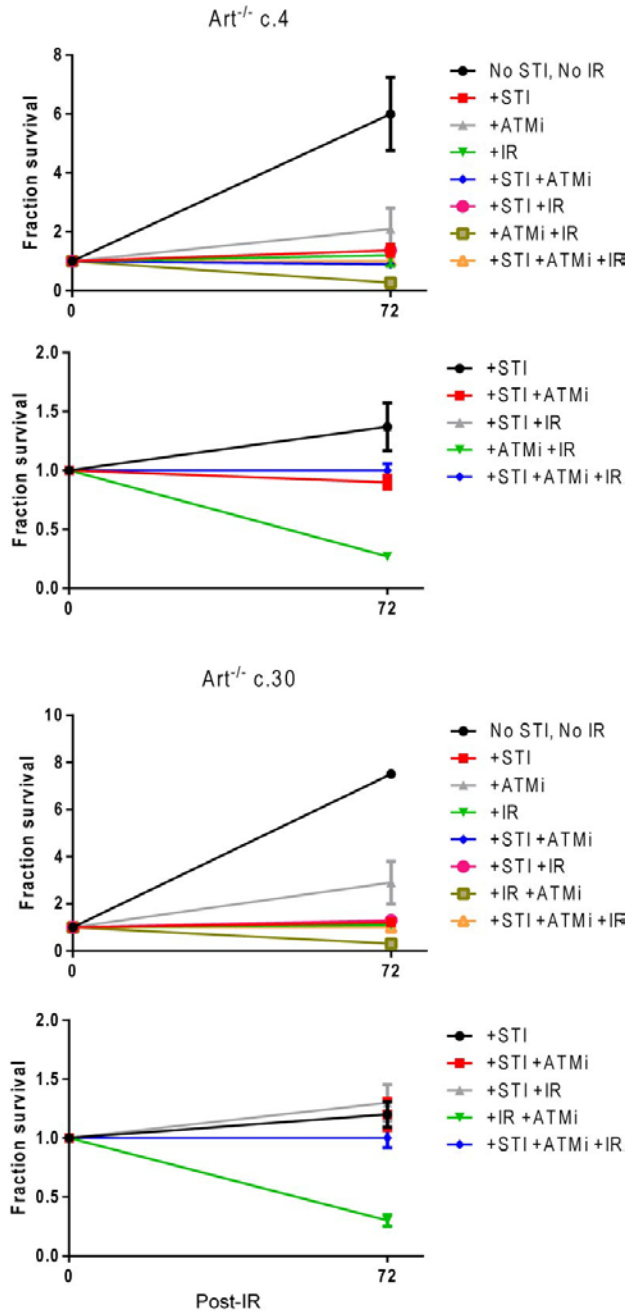 Art-/- c.4
Fraction survival
8
6
4
2
0
0
72
No STI, No IR
+STI
+ATMi
+IR
+STI +ATMi
+STI +IR
+ATMi +IR
+STI +ATMi +IR
Fraction survival
2.0
1.5
1.0
0.5
0.0
0
72
+STI
+STI +ATMi
+STI +IR
+ATMi +IR
+STI +ATMi +IR
Art-/- c.30
Fraction survival
10
8
6
4
2
0
0
72
No STI, No IR
+STI
+ATMi
+IR
+STI +ATMi
+STI +IR
+IR +ATMi
+STI +ATMi +IR
Fraction survival
2.0
1.5
1.0
0.5
0.0
0
72
Post-IR
+STI
+STI +ATMi
+STI +IR
+IR +ATMi
+STI +ATMi +IR